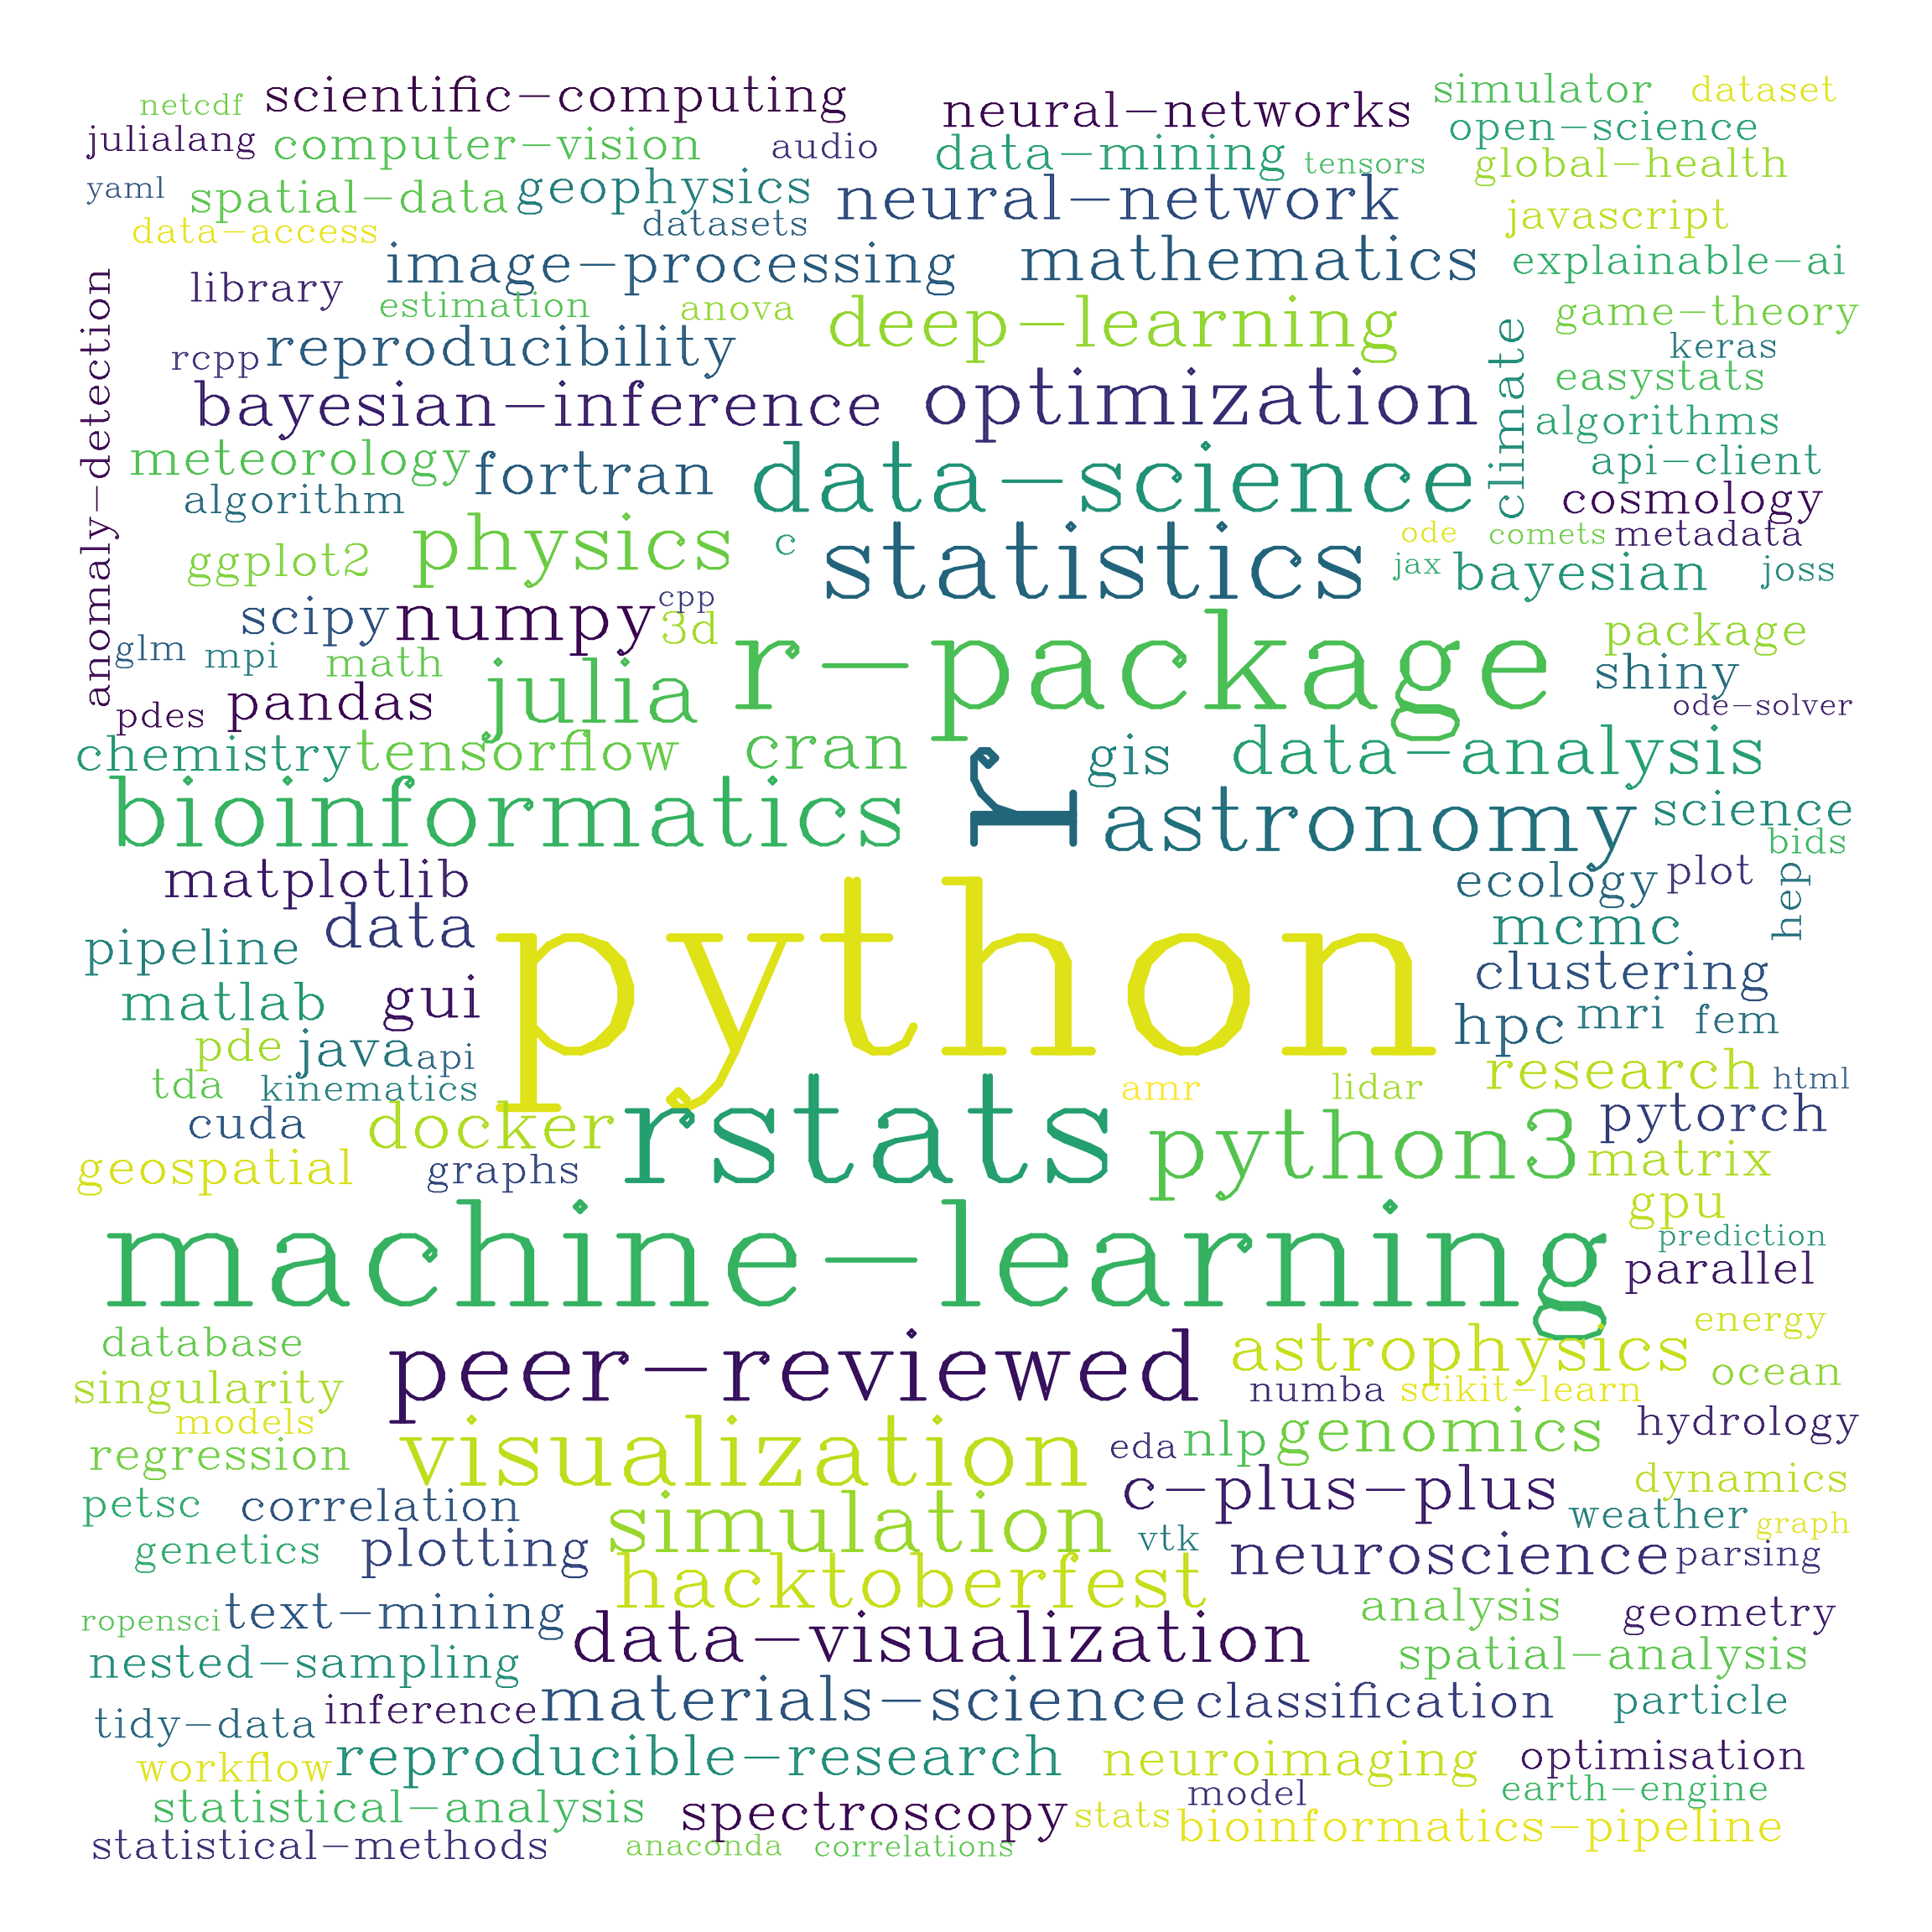 netcdf scientific-computing neural-networks simulator dataset
julialang computer-vision audio data-mining tensors open-science global-health
yaml spatial-data geophysics neural-network javascript
data-access datasets image-processing mathematics explainable-ai
library estimation anova deep-learning game-theory
anomaly-detection
rcpp reproducibility climate keras
bayesian-inference optimization easystats
algorithms
meteorology fortran data-science api-client
algorithm cosmology
physics c statistics ode comets metadata
ggplot2 jax bayesian joss
scipy numpy cpp 3d r-package package
glm mpi math julia shiny
pdes pandas ode-solver
chemistry tensorflow cran r gis data-analysis
bioinformatics astronomy science
bids
matplotlib ecology plot hep
data python mcmc
pipeline clustering
matlab gui hpc mri fem
pde java api research html
tda kinematics amr lidar
cuda docker rstats python3 pytorch
geospatial graphs matrix
machine-learning gpu
prediction
parallel
database peer-reviewed astrophysics energy
singularity numba scikit-learn ocean
models visualization genomics hydrology
regression eda nlp
petsc correlation simulation c-plus-plus dynamics
weather graph
genetics plotting vtk neuroscience parsing
hacktoberfest
ropensci text-mining data-visualization analysis geometry
nested-sampling spatial-analysis
tidy-data inference materials-science classification particle
workflow reproducible-research neuroimaging optimisation
statistical-analysis spectroscopy stats model earth-engine
bioinformatics-pipeline
statistical-methods anaconda correlations